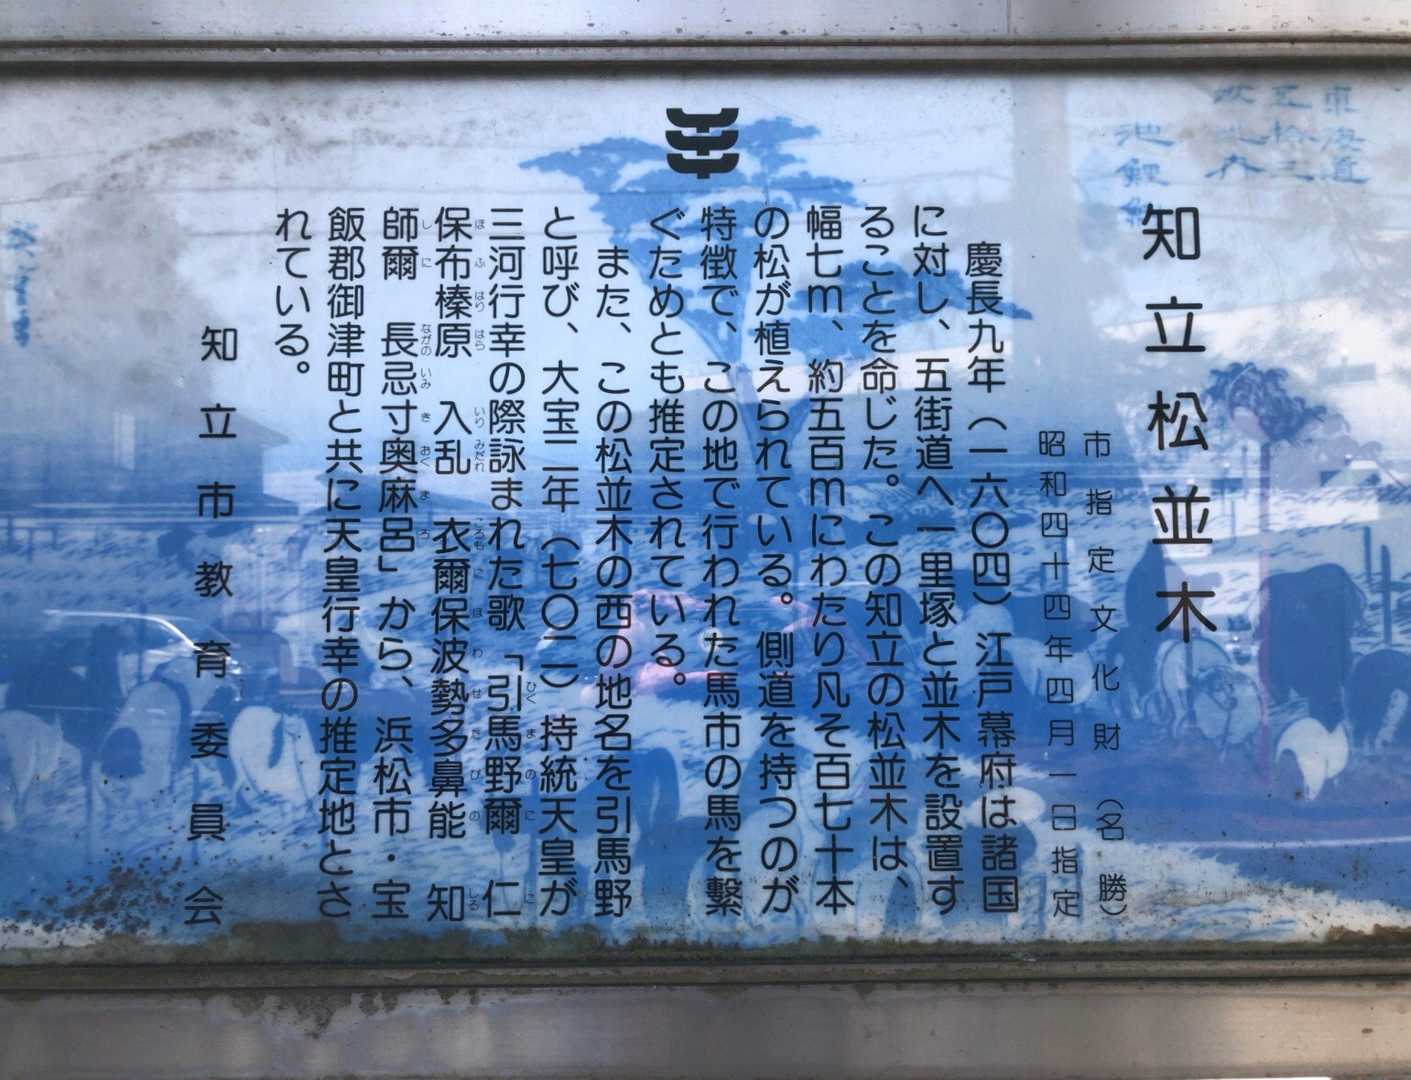 知立松並木
市指定文化財（名勝）
昭和四十四年四月一日指定
慶長九年（一六〇四）江戸幕府は諸国
に対し、五街道へ一里塚と並木を設置す
ることを命じた。この知立の松並木は、
幅七m、約五百mにわたり凡そ百七十本
の松が植えられている。側道を持つのが
特徴で、この地で行われた馬市の馬を繋
ぐためとも推定されている。
また、この松並木の西の地名を引馬野
と呼び、大宝二年（七〇二）持統天皇が
三河行幸の際詠まれた歌「引馬野爾 仁
保布榛原 入乱 衣爾保波勢多鼻能 知
師爾 長忌寸奥麻呂」から、浜松市・宝
飯郡御津町と共に天皇行幸の推定地とさ
れている。
知立市教育委員会
東海道
五拾三
次之内
池鯉鮒